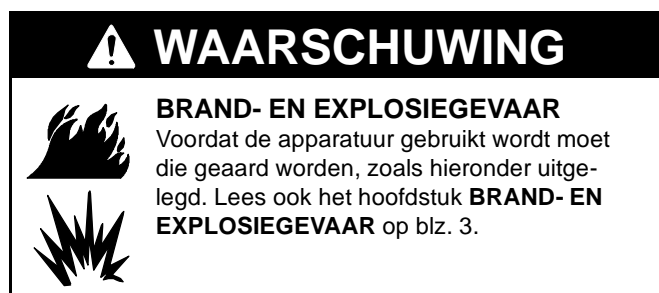 WAARSCHUWING
BRAND- EN EXPLOSIEGEVAAR
Voordat de apparatuur gebruikt wordt moet
die geaard worden, zoals hieronder uitge-
legd. Lees ook het hoofdstuk BRAND- EN
EXPLOSIEGEVAAR op blz. 3.